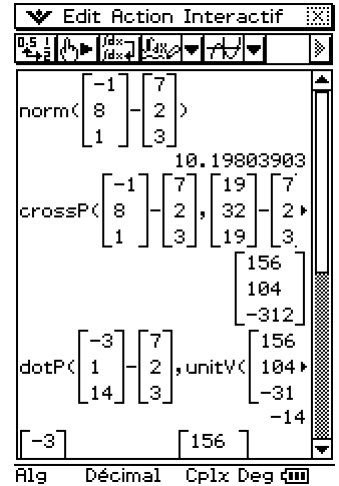 Edit Action Interactif
norm([-1 8 1]-[7 2 3])
10.19803903
crossP([-1 8 1]-[7 2 3],[19 32 19]-[7 2 3
[156 104 -312]
dotP([-3 1 14]-[7 2 3],unitV([156 104 -31
-14
[-3] [156 ]
Alg Décimal Cplx Deg